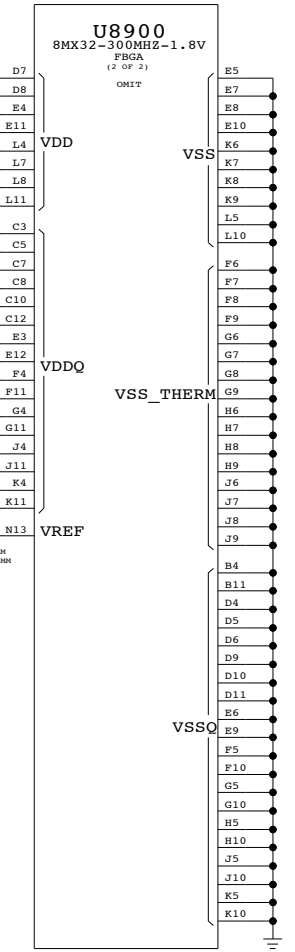 U8900
8MX32-300MHZ-1.8V
FBGA
(2 OF 2)
OMIT
D7
D8
E4
E11
L4
L7
L8
L11
VDD
C3
C5
C7
C8
C10
C12
E3
E12
F4
F11
G4
G11
J4
J11
K4
K11
VDDQ
N13
VREF
M
MM
E5
E7
E8
E10
K6
K7
K8
K9
L5
L10
VSS
F6
F7
F8
F9
G6
G7
G8
G9
H6
H7
H8
H9
J6
J7
J8
J9
VSS_THERM
B4
B11
D4
D5
D6
D9
D10
D11
E6
E9
F5
F10
G5
G10
H5
H10
J5
J10
K5
K10
VSSQ